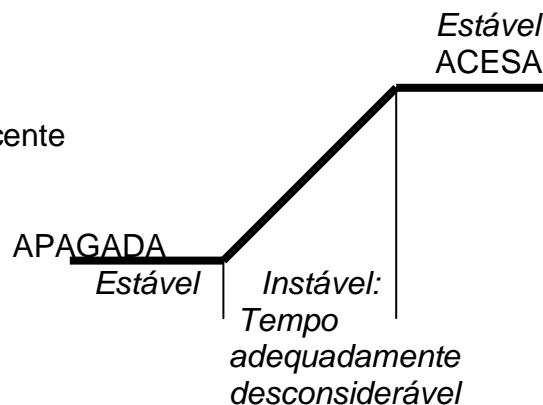 Estável
ACESA
cente
APAGADA
Estável
Instável:
Tempo
adequadamente
desconsiderável